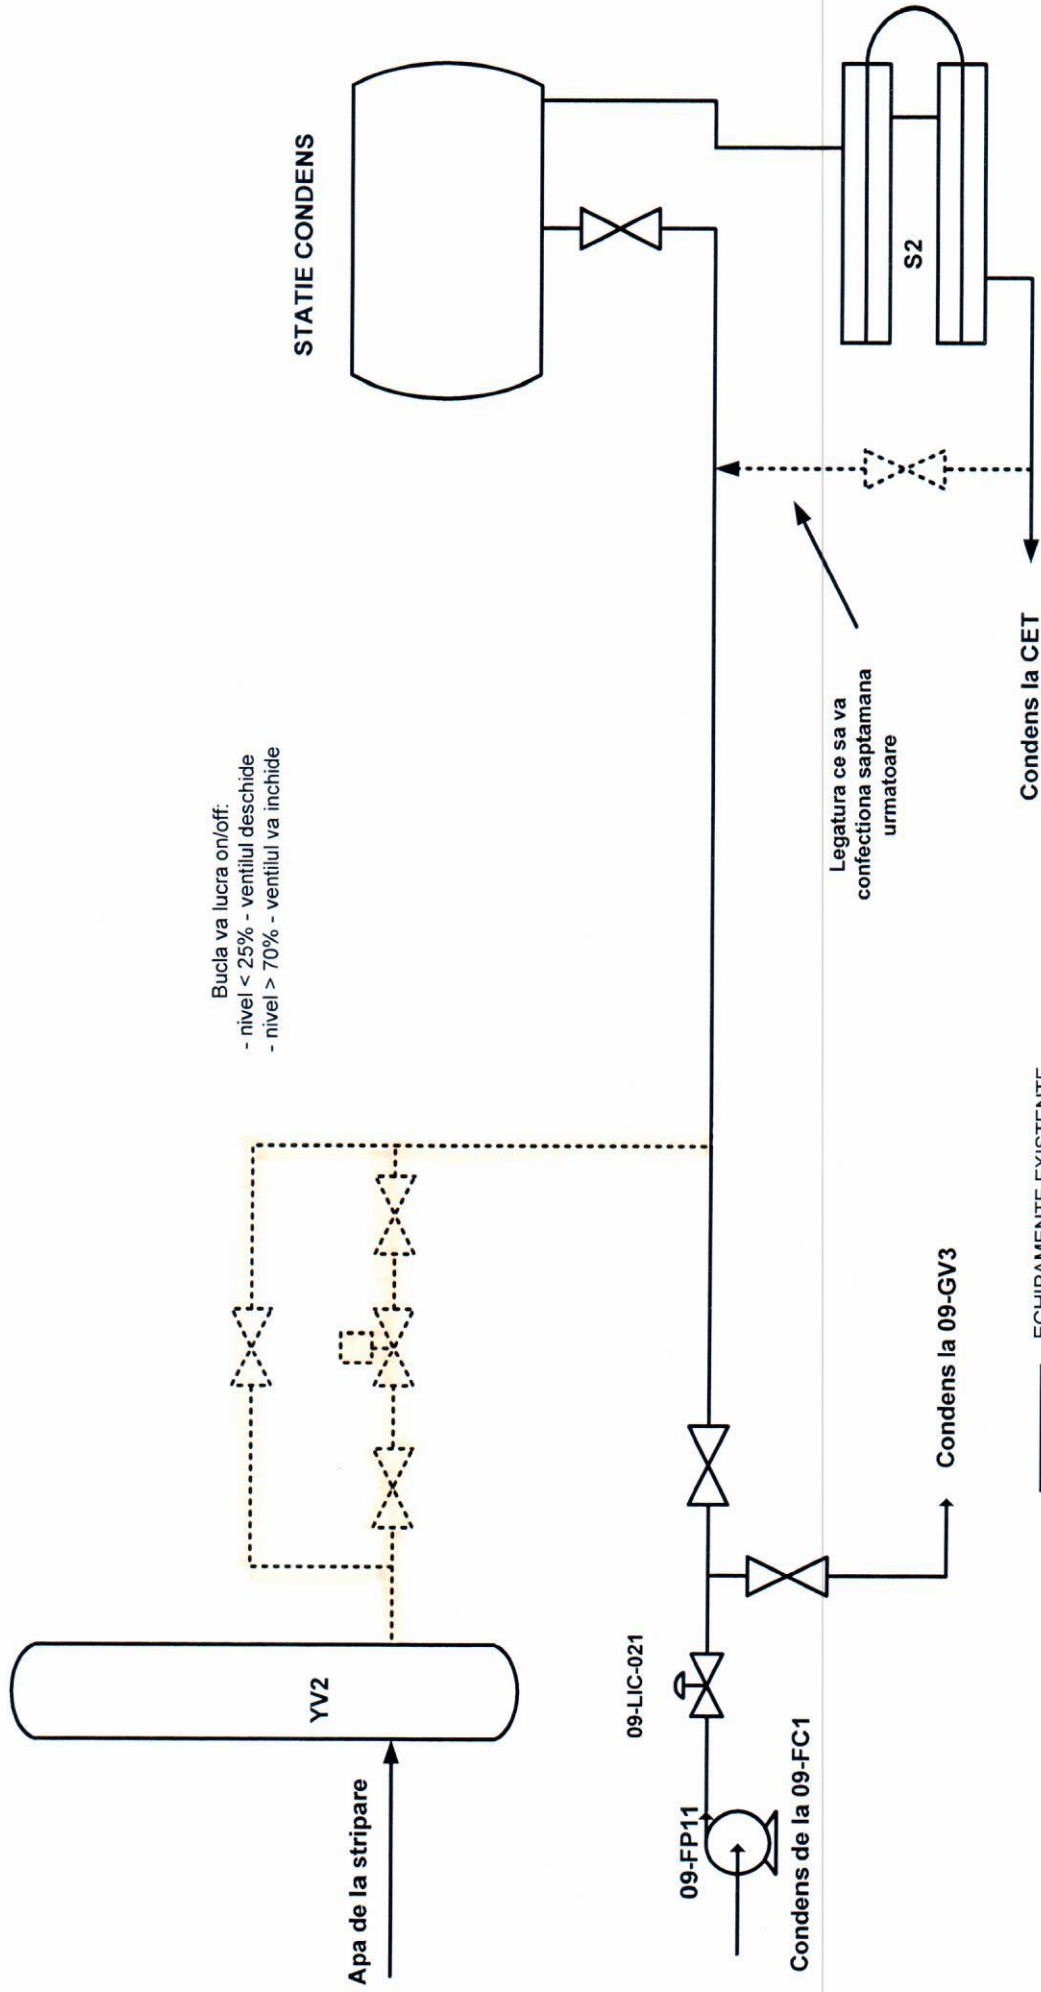 STATIE CONDENS
Bucla va lucra on/off:
- nivel < 25% - ventilul deschide
- nivel > 70% - ventilul va inchide
YV2
Apa de la stripare
S2
Legatura ce sa va
confectiona saptamana
urmatoare
09-LIC-021
09-FP11
Condens de la 09-FC1
Condens la 09-GV3
Condens la CET
ECHIPAMENTE EXISTENTE